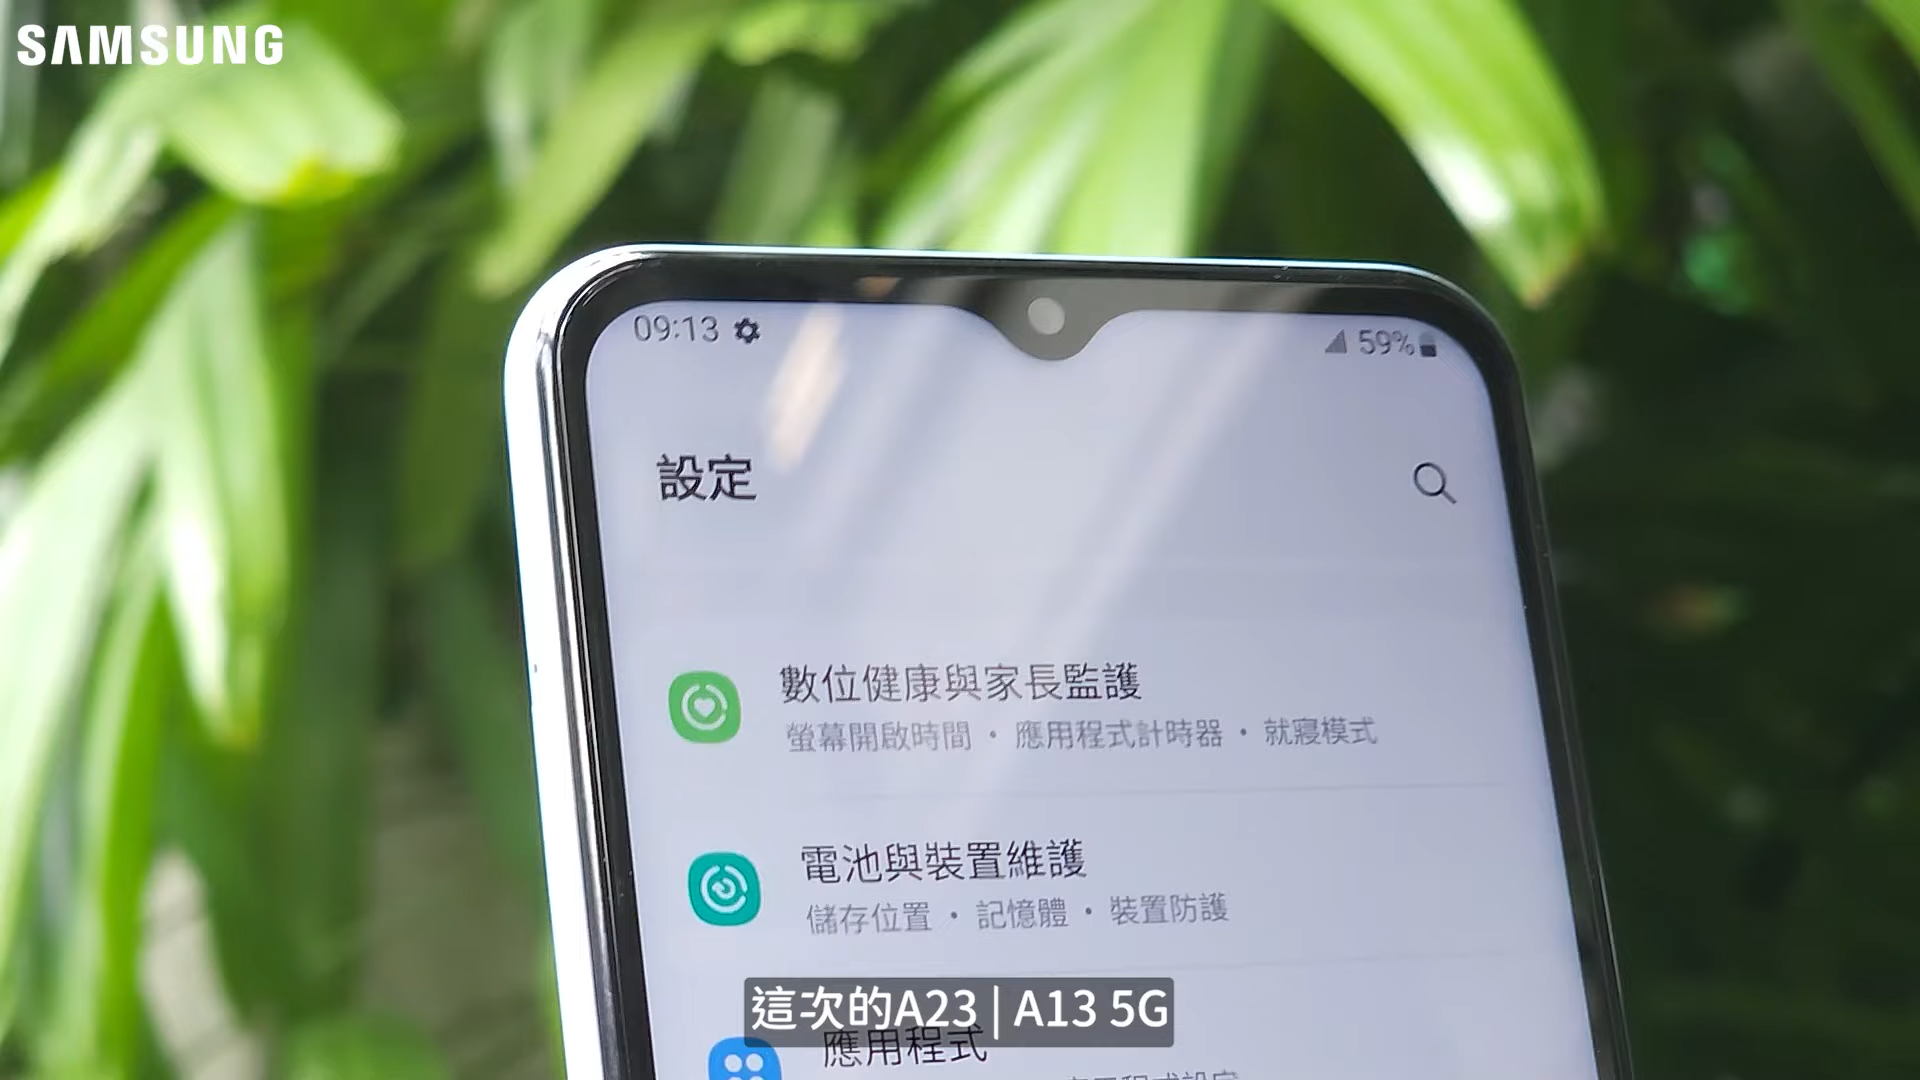 SAMSUNG
09:13
59%
設定
數位健康與家長監護
螢幕開啟時間 • 應用程式計時器 • 就寢模式
電池與裝置維護
儲存位置 • 記憶體 • 裝置防護
這次的A23 | A13 5G
應用程式